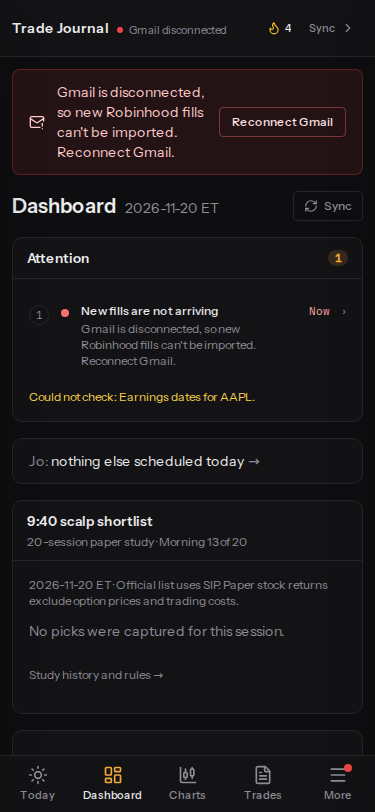 Trade Journal Gmail disconnected 4 Sync
Gmail is disconnected,
so new Robinhood fills
can't be imported.
Reconnect Gmail.
Reconnect Gmail
Dashboard 2026-11-20 ET Sync
Attention 1
1 New fills are not arriving Now
Gmail is disconnected, so new
Robinhood fills can't be imported.
Reconnect Gmail.
Could not check: Earnings dates for AAPL.
Jo: nothing else scheduled today →
9:40 scalp shortlist
20-session paper study · Morning 13 of 20
2026-11-20 ET · Official list uses SIP. Paper stock returns
exclude option prices and trading costs.
No picks were captured for this session.
Study history and rules →
Today Dashboard Charts Trades More